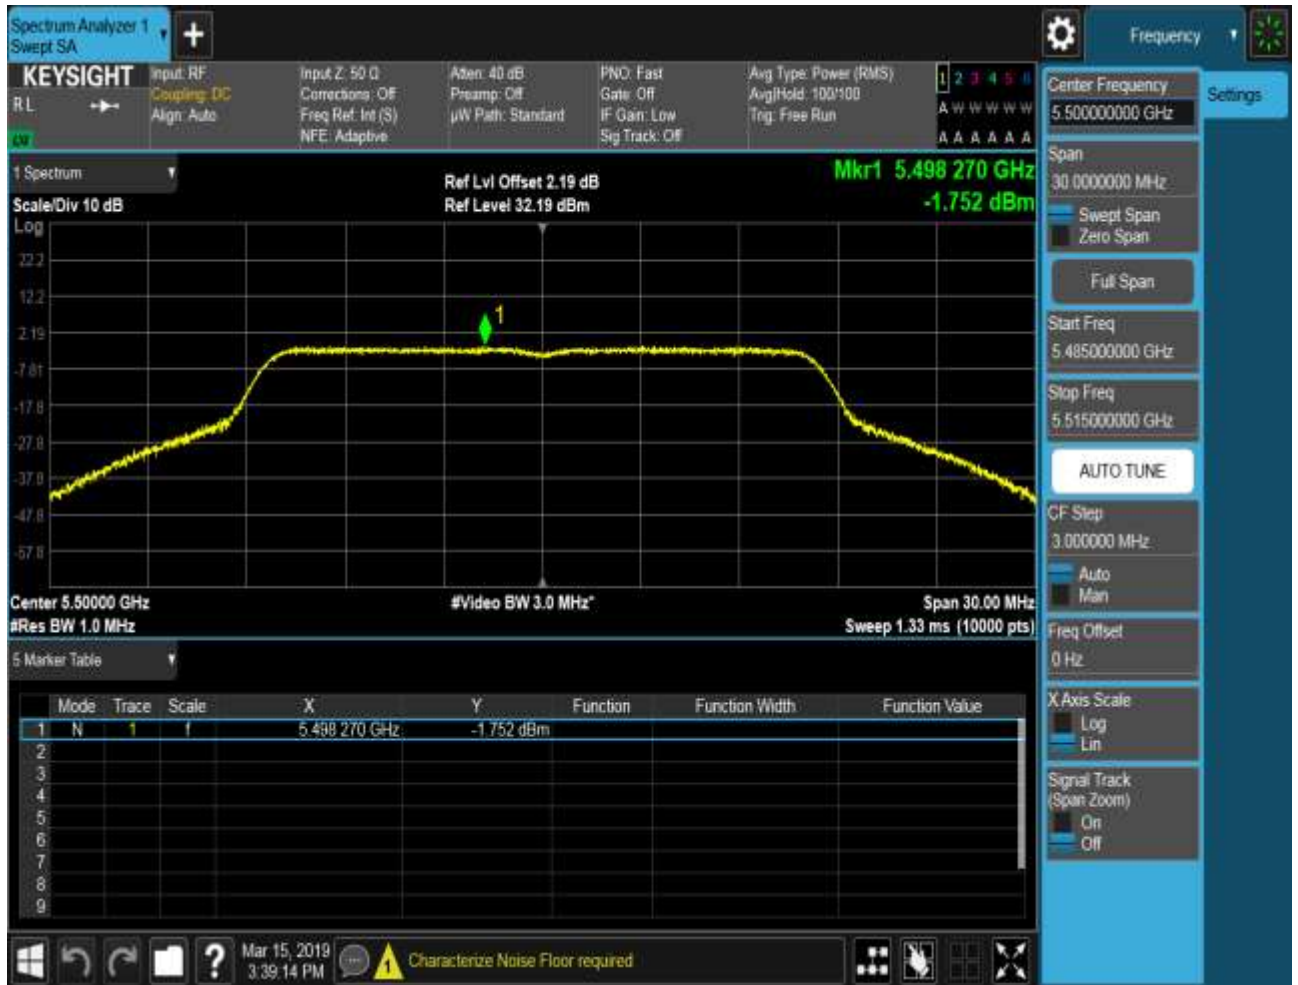 Spectrum Analyzer 1
Swept SA
Frequency
KEYSIGHT
RL
Input: RF
Coupling: DC
Align: Auto
Input Z: 50 Ω
Corrections: Off
Freq Ref: Int (S)
NFE: Adaptive
Atten: 40 dB
Preamp: Off
µW Path: Standard
PNO: Fast
Gate: Off
IF Gain: Low
Sig Track: Off
Avg Type: Power (RMS)
Avg|Hold: 100/100
Trig: Free Run
1 2 3 4 5 6
A W W W W W
A A A A A A
1 Spectrum
Scale/Div 10 dB
Ref Lvl Offset 2.19 dB
Ref Level 32.19 dBm
Mkr1 5.498 270 GHz
-1.752 dBm
Log
22.2
12.2
2.19
-7.81
-17.8
-27.8
-37.8
-47.8
-57.8
1
Center 5.50000 GHz
#Video BW 3.0 MHz*
Span 30.00 MHz
#Res BW 1.0 MHz
Sweep 1.33 ms (10000 pts)
5 Marker Table
Mode Trace Scale X Y Function Function Width Function Value
1 N 1 f 5.498 270 GHz -1.752 dBm
2
3
4
5
6
7
8
9
Mar 15, 2019
3:39:14 PM
?
1
Characterize Noise Floor required
Center Frequency
5.500000000 GHz
Settings
Span
30.0000000 MHz
Swept Span
Zero Span
Full Span
Start Freq
5.485000000 GHz
Stop Freq
5.515000000 GHz
AUTO TUNE
CF Step
3.000000 MHz
Auto
Man
Freq Offset
0 Hz
X Axis Scale
Log
Lin
Signal Track
(Span Zoom)
On
Off